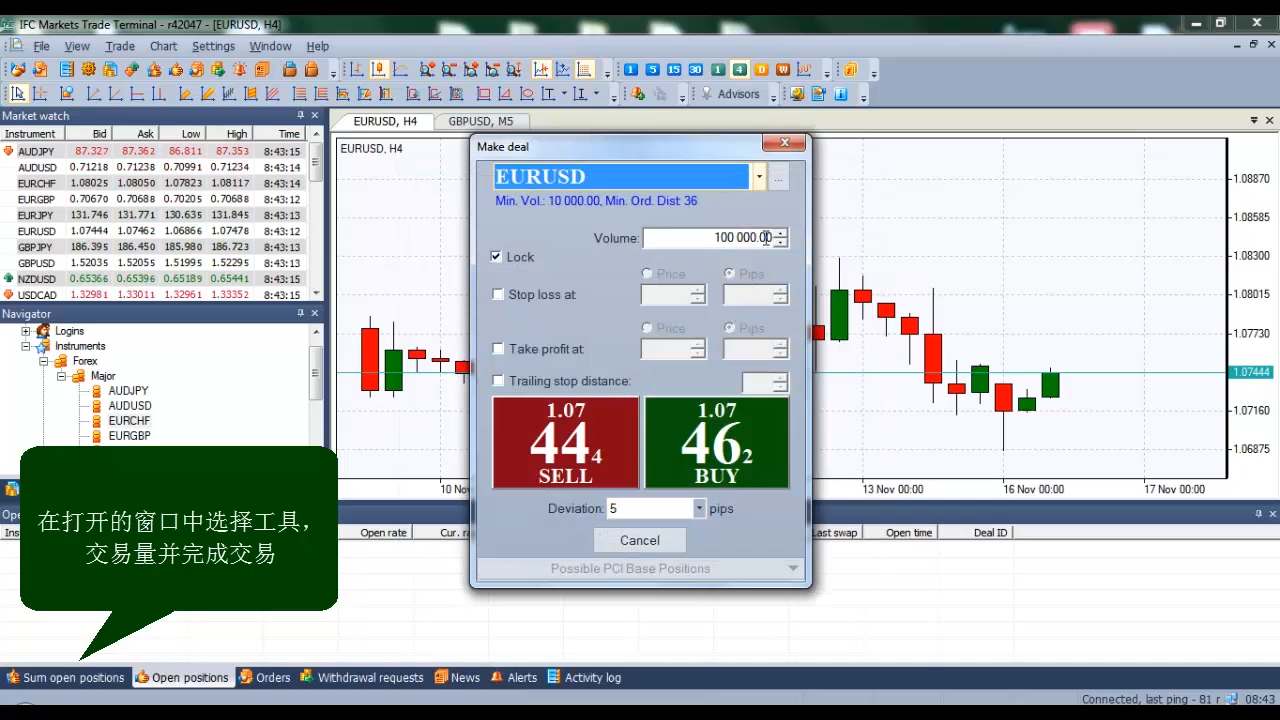 IFC Markets Trade Terminal - r42047 - [EURUSD, H4]
File View Trade Chart Settings Window Help
1 5 15 30 1 4 D W
Advisors
Market watch
Instrument Bid Ask Low High Time
AUDJPY 87.327 87.362 86.811 87.353 8:43:15
AUDUSD 0.71218 0.71238 0.70991 0.71234 8:43:14
EURCHF 1.08025 1.08050 1.07823 1.08117 8:43:14
EURGBP 0.70670 0.70688 0.70205 0.70688 8:43:12
EURJPY 131.746 131.771 130.635 131.845 8:43:13
EURUSD 1.07444 1.07462 1.06866 1.07478 8:43:12
GBPJPY 186.395 186.450 185.980 186.723 8:43:13
GBPUSD 1.52035 1.52055 1.51995 1.52295 8:43:13
NZDUSD 0.65366 0.65396 0.65189 0.65441 8:43:15
USDCAD 1.32981 1.33011 1.32961 1.33352 8:43:15
Navigator
Logins
Instruments
Forex
Major
AUDJPY
AUDUSD
EURCHF
EURGBP
EURUSD, H4 GBPUSD, M5
EURUSD, H4
1.08870
1.08585
1.08300
1.08015
1.07730
1.07444
1.07160
1.06875
10 Nov 13 Nov 00:00 16 Nov 00:00 17 Nov 00:00
Make deal
EURUSD
...
Min. Vol.: 10 000.00, Min. Ord. Dist: 36
Volume: 100 000.00
Lock
Price Pips
Stop loss at:
Price Pips
Take profit at:
Trailing stop distance:
1.07 1.07
44 4 46 2
SELL BUY
Deviation: 5 pips
Cancel
Possible PCI Base Positions
在打开的窗口中选择工具，
交易量并完成交易
Open rate Last swap Open time Deal ID
Sum open positions Open positions Orders Withdrawal requests News Alerts Activity log
Connected, last ping - 81 08:43